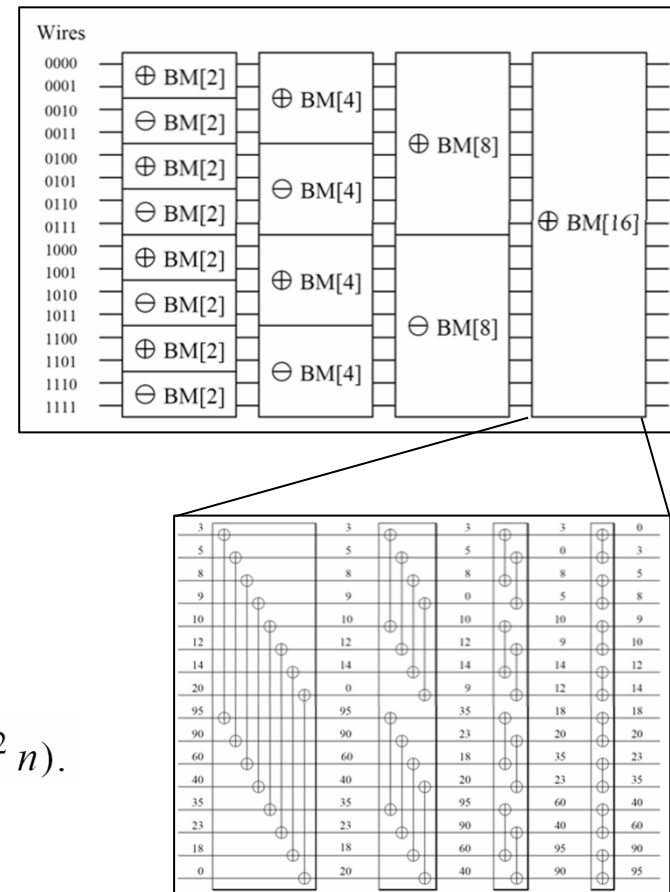 Wires
0000
0001
0010
0011
0100
0101
0110
0111
1000
1001
1010
1011
1100
1101
1110
1111
⊕ BM[2]
⊖ BM[2]
⊕ BM[2]
⊖ BM[2]
⊕ BM[2]
⊖ BM[2]
⊕ BM[2]
⊖ BM[2]
⊕ BM[4]
⊖ BM[4]
⊕ BM[4]
⊖ BM[4]
⊕ BM[8]
⊖ BM[8]
⊕ BM[16]
3 3 3 3 0
5 5 5 0 3
8 8 8 8 5
9 9 0 5 8
10 10 10 10 9
12 12 12 9 10
14 14 14 14 12
20 0 9 12 14
95 95 35 18 18
90 90 23 20 20
60 60 18 35 23
40 40 20 23 35
35 35 95 60 40
23 23 90 40 60
18 18 60 95 90
0 20 40 90 95
² n).